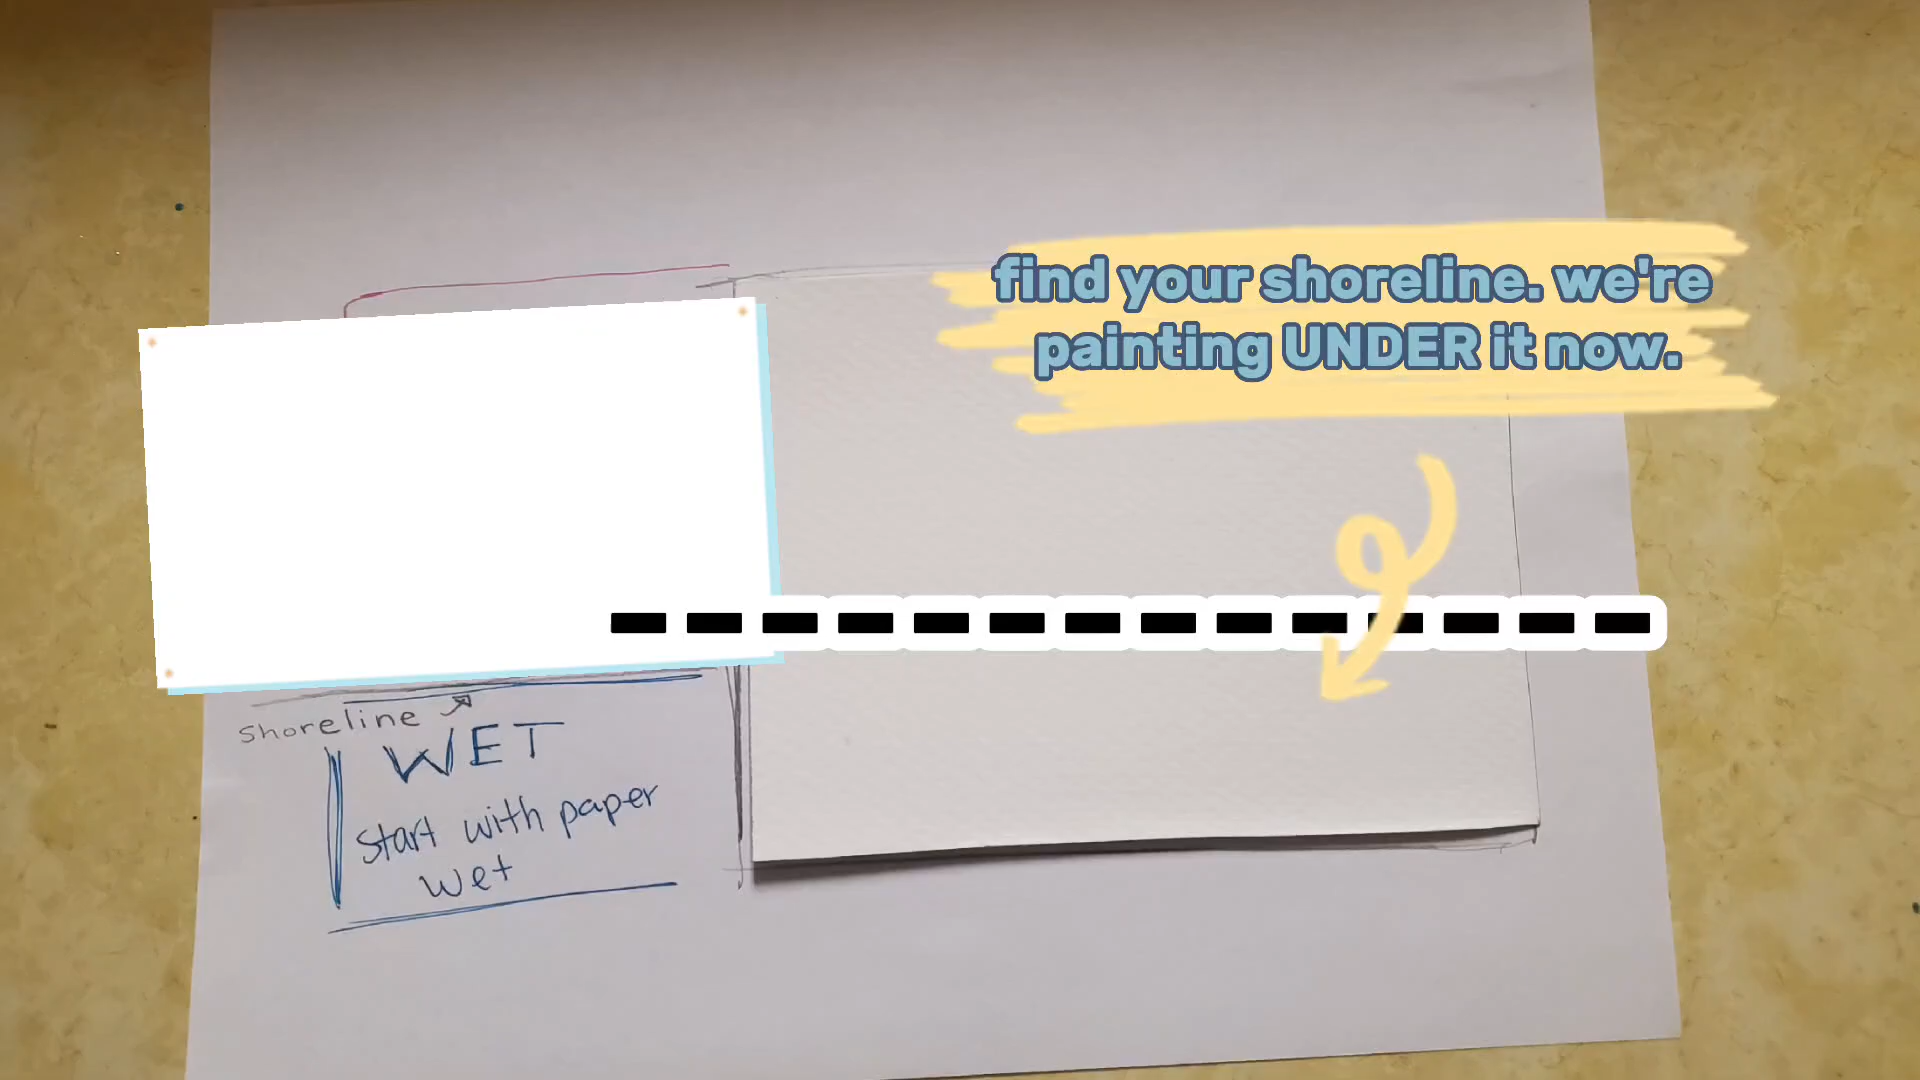 find your shoreline. we're
painting UNDER it now.
shoreline
WET
start with paper
wet